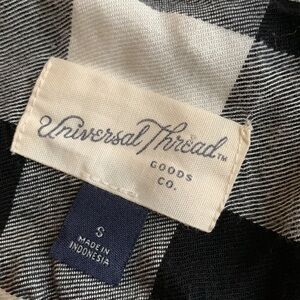 Universal Thread™
GOODS
CO.
S
MADE IN
INDONESIA